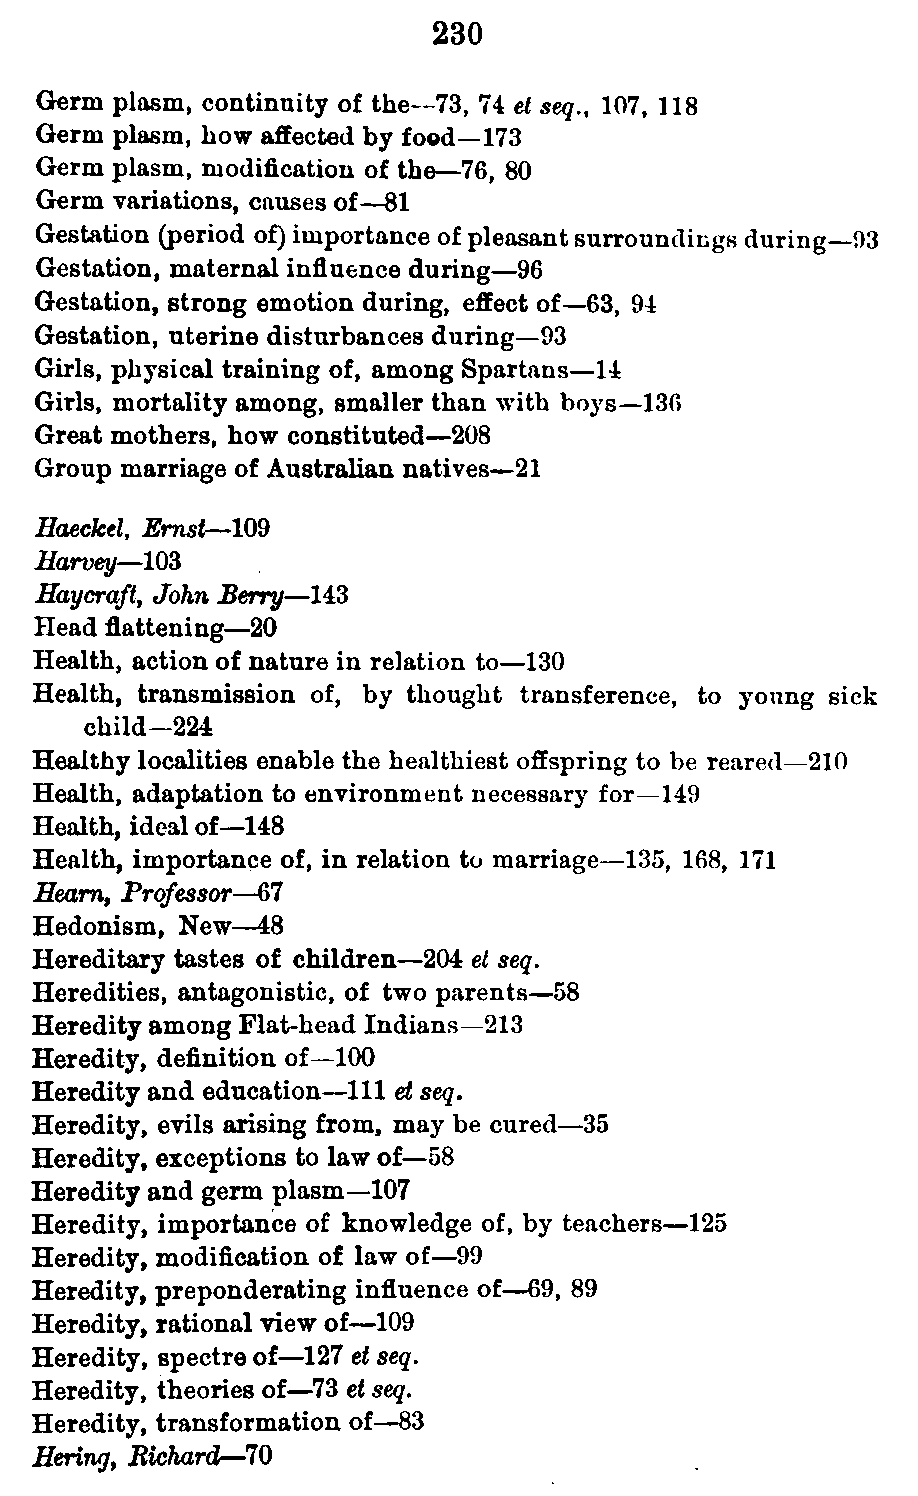 230
Germ plasm, continuity of the—73, 74 et seq., 107, 118
Germ plasm, how affected by food—173
Germ plasm, modification of the—76, 80
Germ variations, causes of—81
Gestation (period of) importance of pleasant surroundings during—93
Gestation, maternal influence during—96
Gestation, strong emotion during, effect of—63, 94
Gestation, uterine disturbances during—93
Girls, physical training of, among Spartans—14
Girls, mortality among, smaller than with boys—136
Great mothers, how constituted—208
Group marriage of Australian natives—21
Haeckel, Ernst—109
Harvey—103
Haycraft, John Berry—143
Head flattening—20
Health, action of nature in relation to—130
Health, transmission of, by thought transference, to young sick
child—224
Healthy localities enable the healthiest offspring to be reared—210
Health, adaptation to environment necessary for—149
Health, ideal of—148
Health, importance of, in relation to marriage—135, 168, 171
Hearn, Professor—67
Hedonism, New—48
Hereditary tastes of children—204 et seq.
Heredities, antagonistic, of two parents—58
Heredity among Flat-head Indians—213
Heredity, definition of—100
Heredity and education—111 et seq.
Heredity, evils arising from, may be cured—35
Heredity, exceptions to law of—58
Heredity and germ plasm—107
Heredity, importance of knowledge of, by teachers—125
Heredity, modification of law of—99
Heredity, preponderating influence of—69, 89
Heredity, rational view of—109
Heredity, spectre of—127 et seq.
Heredity, theories of—73 et seq.
Heredity, transformation of—83
Hering, Richard—70